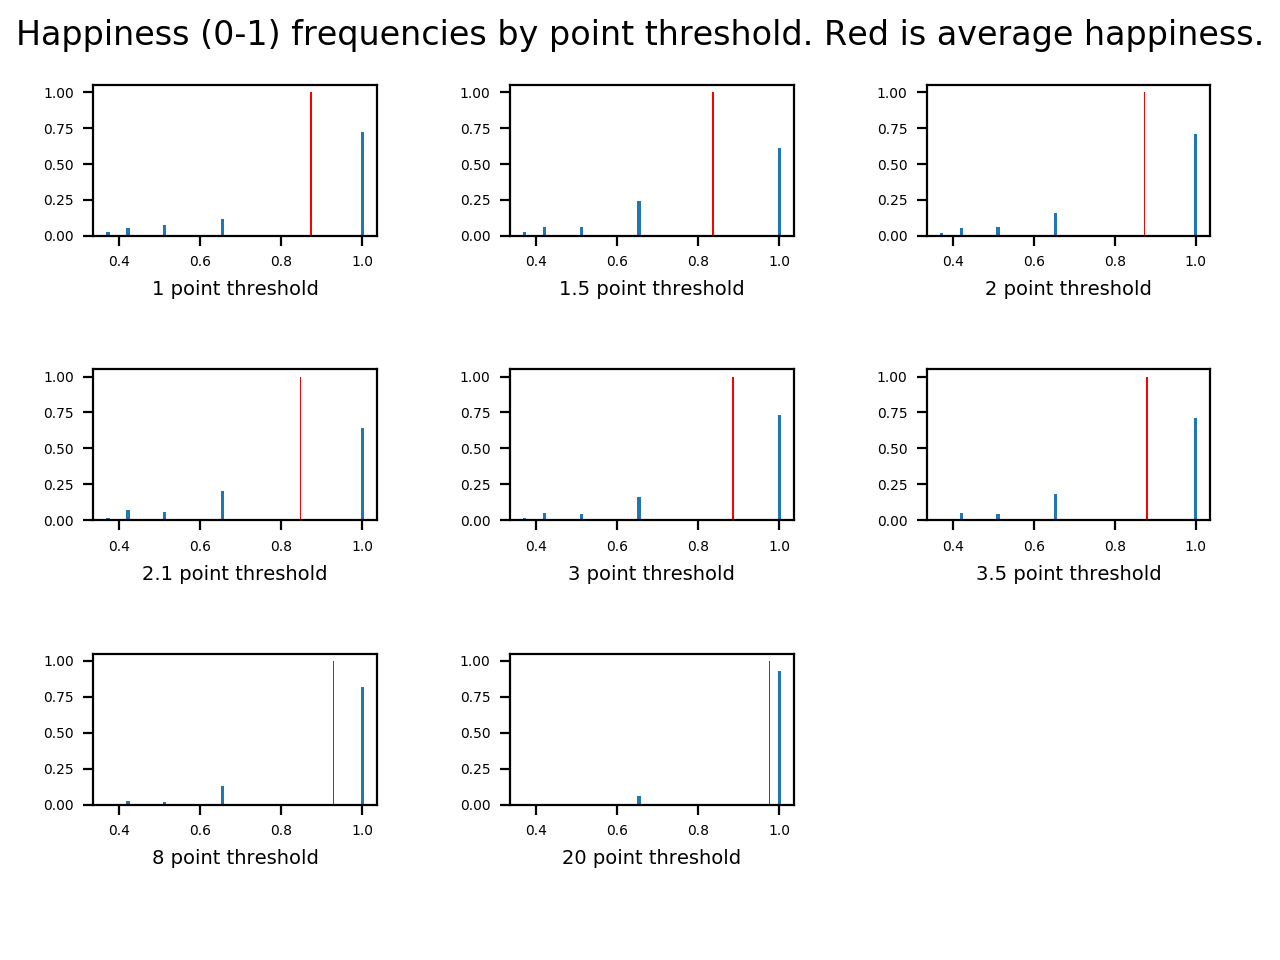 Happiness (0-1) frequencies by point threshold. Red is average happiness.
1.00 1.00 1.00
0.75 0.75 0.75
0.50 0.50 0.50
0.25 0.25 0.25
0.00 0.00 0.00
0.4 0.6 0.8 1.0 0.4 0.6 0.8 1.0 0.4 0.6 0.8 1.0
1 point threshold 1.5 point threshold 2 point threshold
1.00 1.00 1.00
0.75 0.75 0.75
0.50 0.50 0.50
0.25 0.25 0.25
0.00 0.00 0.00
0.4 0.6 0.8 1.0 0.4 0.6 0.8 1.0 0.4 0.6 0.8 1.0
2.1 point threshold 3 point threshold 3.5 point threshold
1.00 1.00
0.75 0.75
0.50 0.50
0.25 0.25
0.00 0.00
0.4 0.6 0.8 1.0 0.4 0.6 0.8 1.0
8 point threshold 20 point threshold